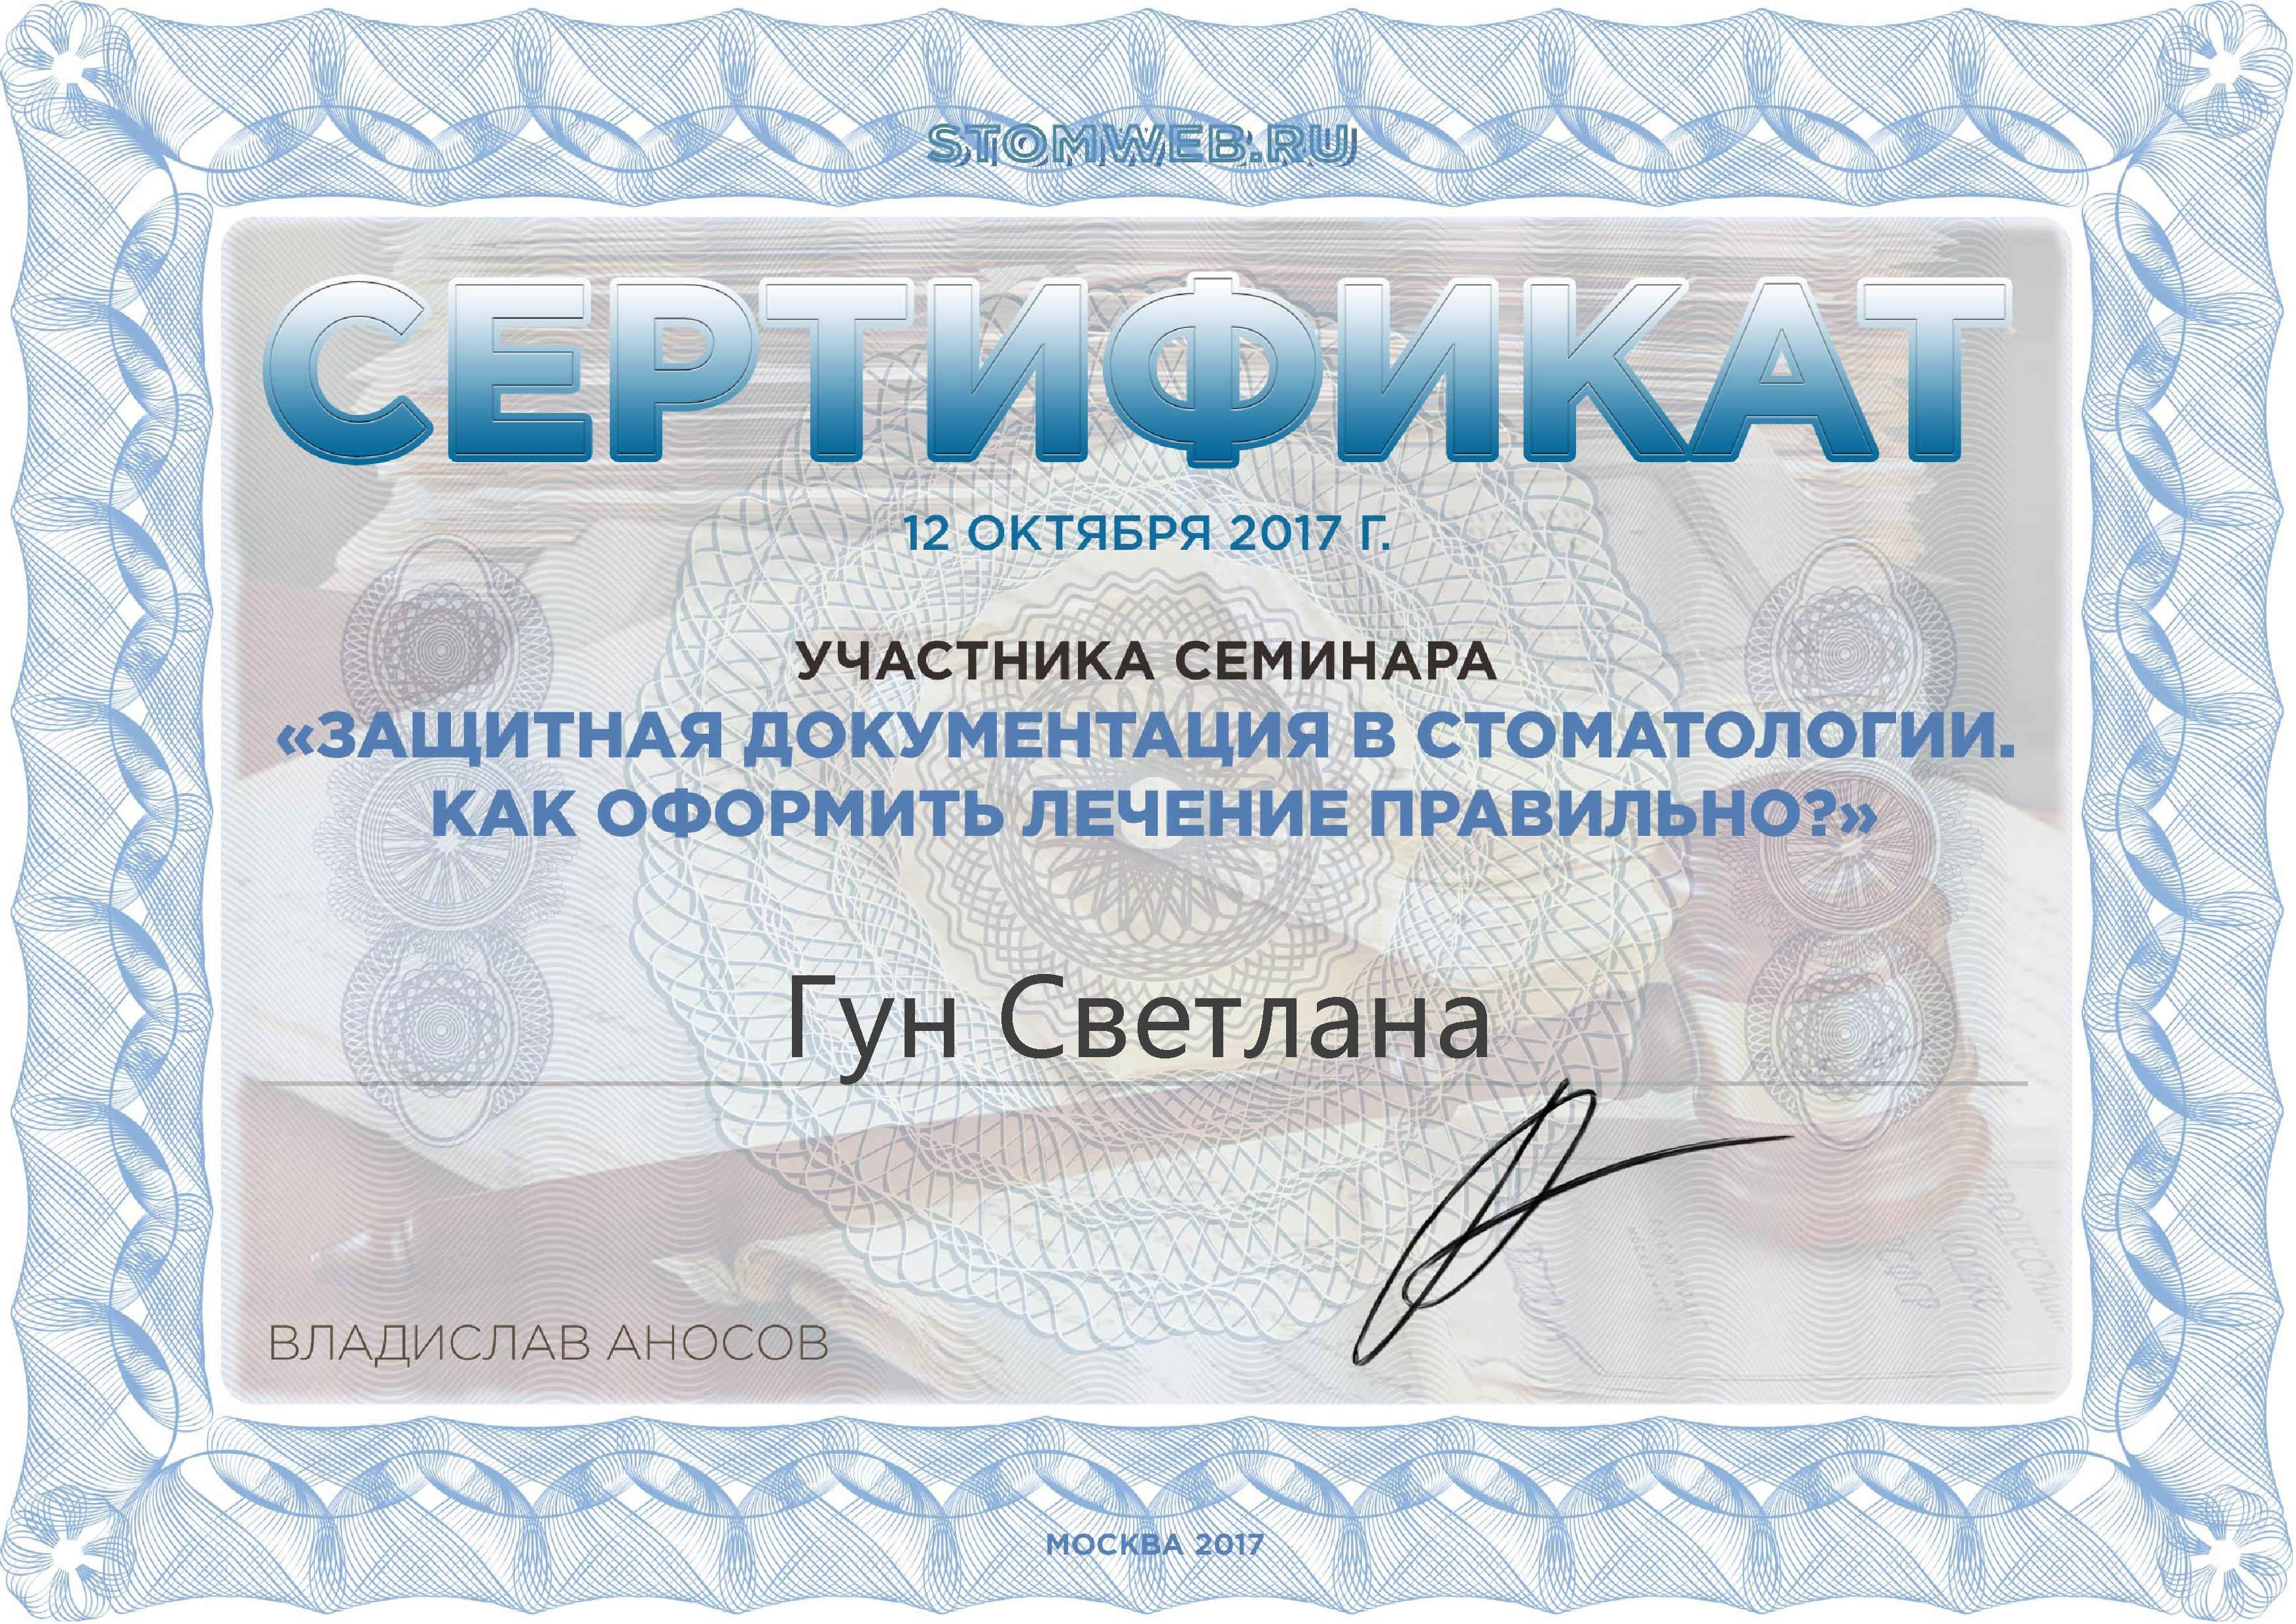 STOMWEB.RU
СЕРТИФИКАТ
12 ОКТЯБРЯ 2017 Г.
УЧАСТНИКА СЕМИНАРА
«ЗАЩИТНАЯ ДОКУМЕНТАЦИЯ В СТОМАТОЛОГИИ.
КАК ОФОРМИТЬ ЛЕЧЕНИЕ ПРАВИЛЬНО?»
Гун Светлана
ВЛАДИСЛАВ АНОСОВ
МОСКВА 2017